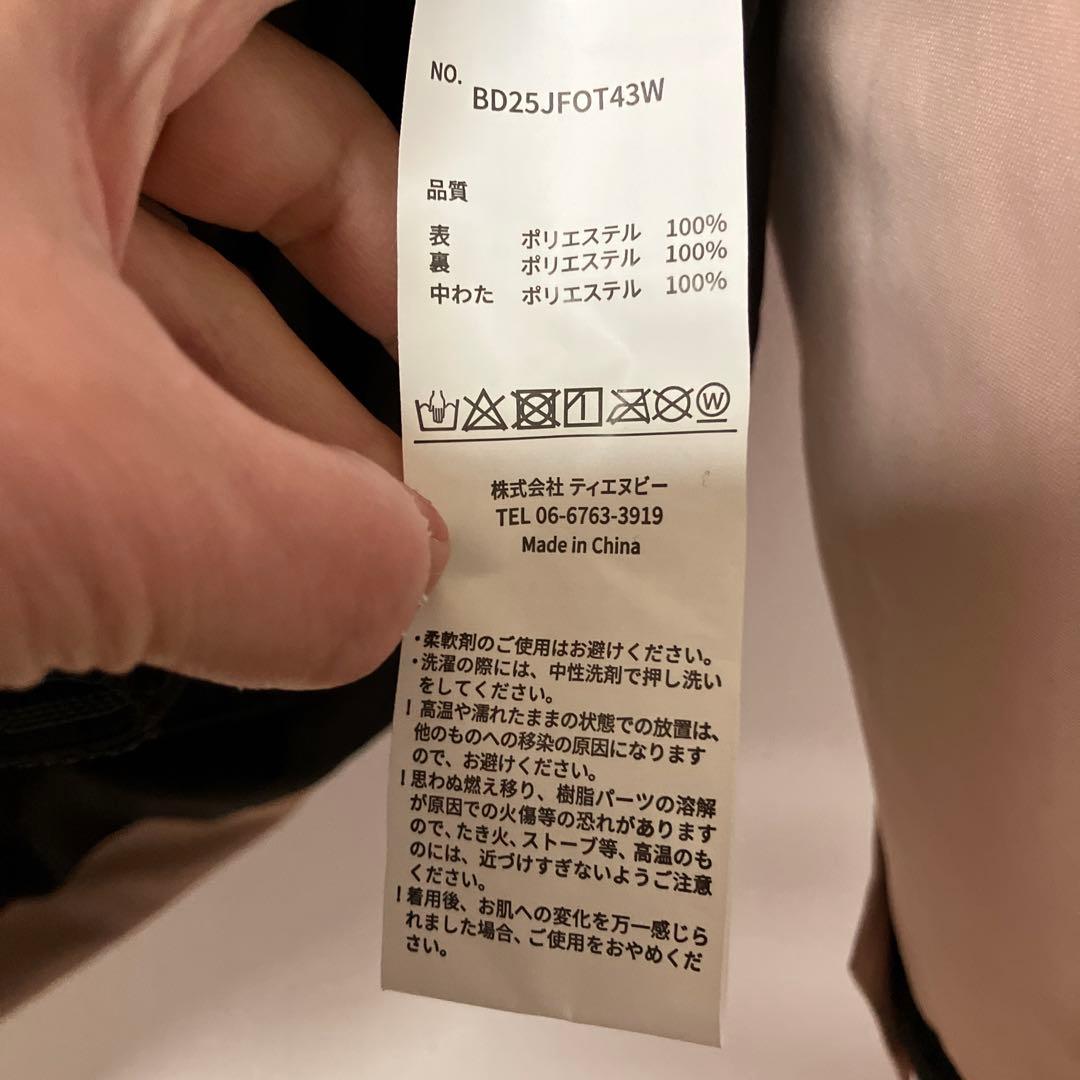 NO. BD25JFOT43W
品質
表 ポリエステル 100%
裏 ポリエステル 100%
中わた ポリエステル 100%
W
株式会社 ティエヌビー
TEL 06-6763-3919
Made in China
・柔軟剤のご使用はお避けください。
・洗濯の際には、中性洗剤で押し洗い
をしてください。
! 高温や濡れたままの状態での放置は、
他のものへの移染の原因になります
ので、お避けください。
! 思わぬ燃え移り、樹脂パーツの溶解
が原因での火傷等の恐れがあります
ので、たき火、ストーブ等、高温のも
のには、近づけすぎないようご注意
ください。
! 着用後、お肌への変化を万一感じら
れました場合、ご使用をおやめくだ
さい。